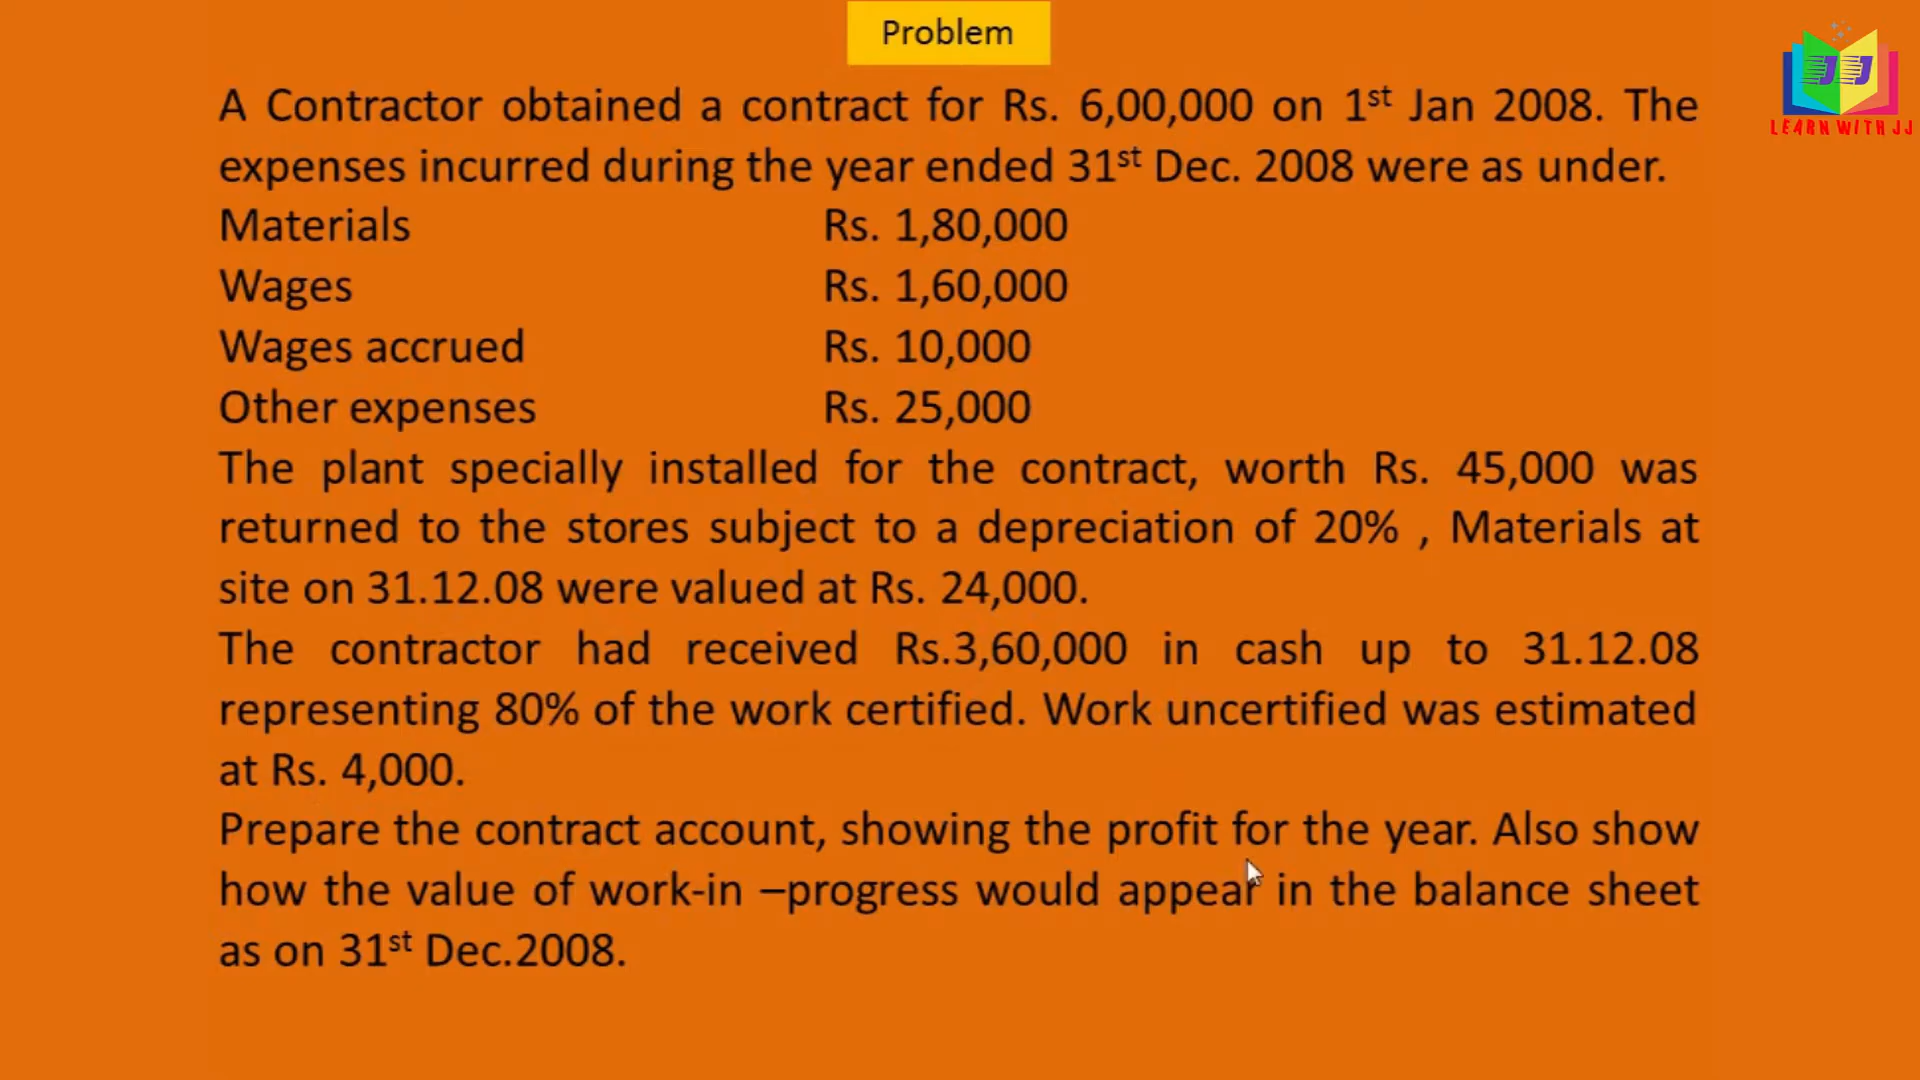 Problem
A Contractor obtained a contract for Rs. 6,00,000 on 1st Jan 2008. The
expenses incurred during the year ended 31st Dec. 2008 were as under.
Materials Rs. 1,80,000
Wages Rs. 1,60,000
Wages accrued Rs. 10,000
Other expenses Rs. 25,000
The plant specially installed for the contract, worth Rs. 45,000 was
returned to the stores subject to a depreciation of 20% , Materials at
site on 31.12.08 were valued at Rs. 24,000.
The contractor had received Rs.3,60,000 in cash up to 31.12.08
representing 80% of the work certified. Work uncertified was estimated
at Rs. 4,000.
Prepare the contract account, showing the profit for the year. Also show
how the value of work-in –progress would appear in the balance sheet
as on 31st Dec.2008.
JJ
LEARN WITH JJ